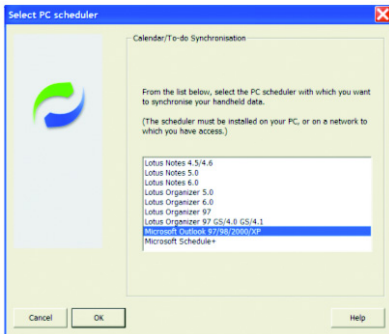 Select PC scheduler
Calendar/To-do Synchronisation
From the list below, select the PC scheduler with which you want
to synchronise your handheld data.
(The scheduler must be installed on your PC, or on a network to
which you have access.)
Lotus Notes 4.5/4.6
Lotus Notes 5.0
Lotus Notes 6.0
Lotus Organizer 5.0
Lotus Organizer 6.0
Lotus Organizer 97
Lotus Organizer 97 GS/4.0 GS/4.1
Microsoft Outlook 97/98/2000/XP
Microsoft Schedule+
Cancel
OK
Help